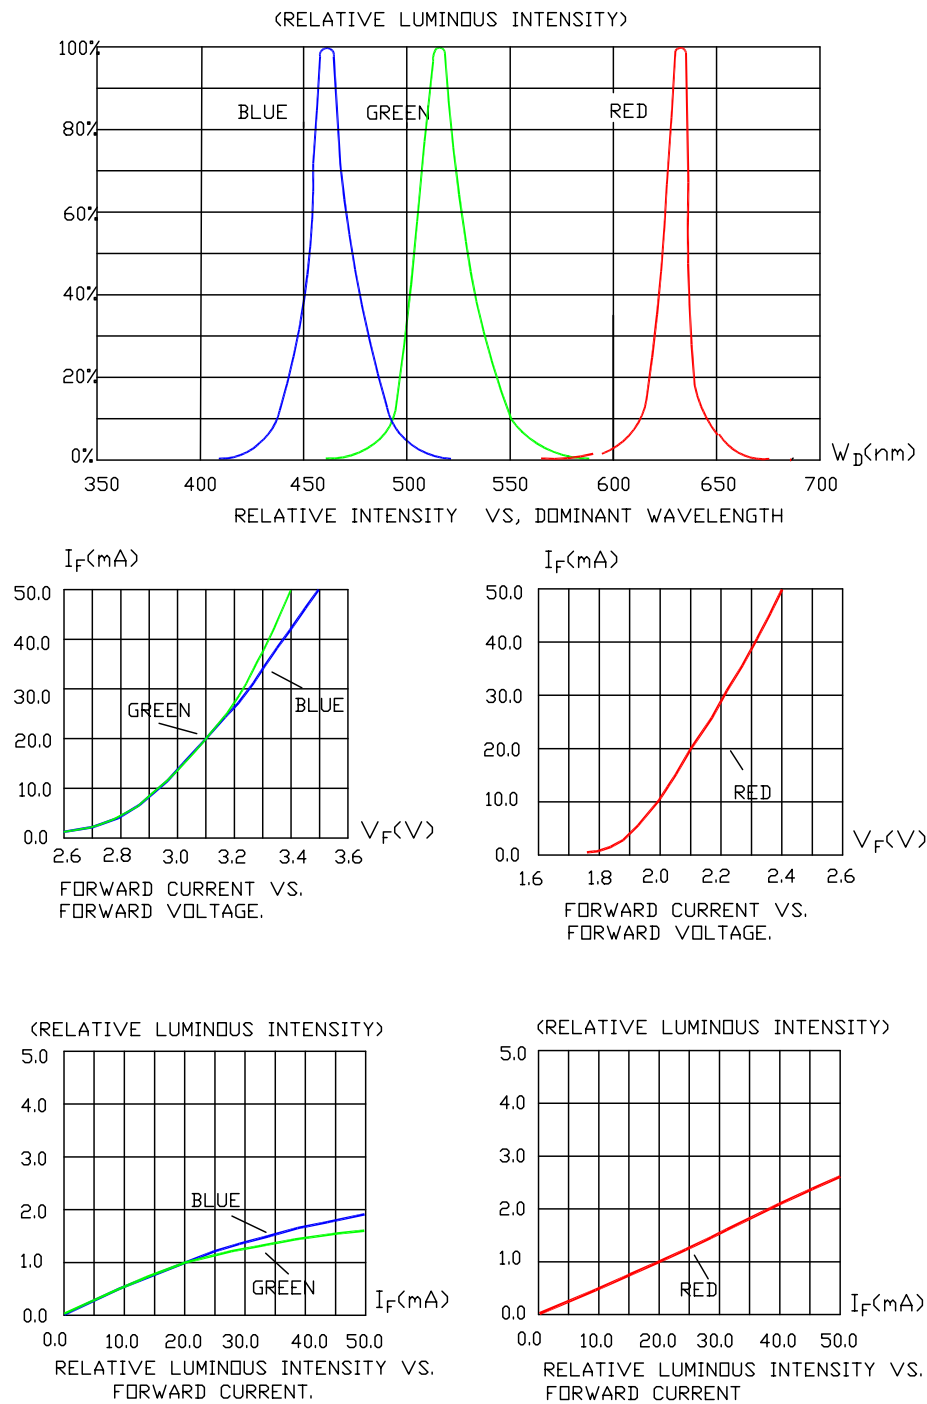 (RELATIVE LUMINOUS INTENSITY)
100%
80%
60%
40%
20%
0%
BLUE
GREEN
RED
W_D(nm)
350 400 450 500 550 600 650 700
RELATIVE INTENSITY VS, DOMINANT WAVELENGTH
I_F(mA)
50.0
40.0
30.0
20.0
10.0
0.0
GREEN
BLUE
V_F(V)
2.6 2.8 3.0 3.2 3.4 3.6
FORWARD CURRENT VS.
FORWARD VOLTAGE.
I_F(mA)
50.0
40.0
30.0
20.0
10.0
0.0
RED
V_F(V)
1.6 1.8 2.0 2.2 2.4 2.6
FORWARD CURRENT VS.
FORWARD VOLTAGE.
(RELATIVE LUMINOUS INTENSITY)
5.0
4.0
3.0
2.0
1.0
0.0
BLUE
GREEN
I_F(mA)
0.0 10.0 20.0 30.0 40.0 50.0
RELATIVE LUMINOUS INTENSITY VS.
FORWARD CURRENT.
(RELATIVE LUMINOUS INTENSITY)
5.0
4.0
3.0
2.0
1.0
0.0
RED
I_F(mA)
0.0 10.0 20.0 30.0 40.0 50.0
RELATIVE LUMINOUS INTENSITY VS.
FORWARD CURRENT